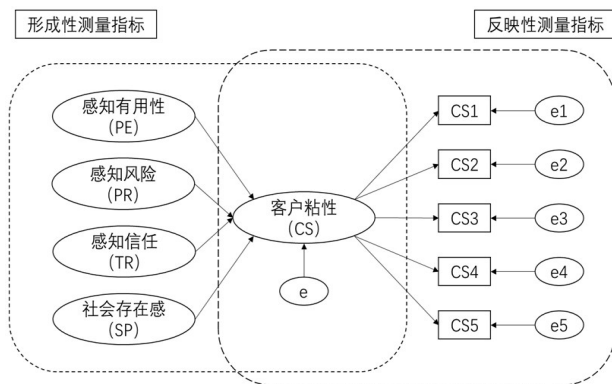 形成性测量指标
反映性测量指标
感知有用性
(PE)
感知风险
(PR)
感知信任
(TR)
社会存在感
(SP)
客户粘性
(CS)
e
CS1
e1
CS2
e2
CS3
e3
CS4
e4
CS5
e5